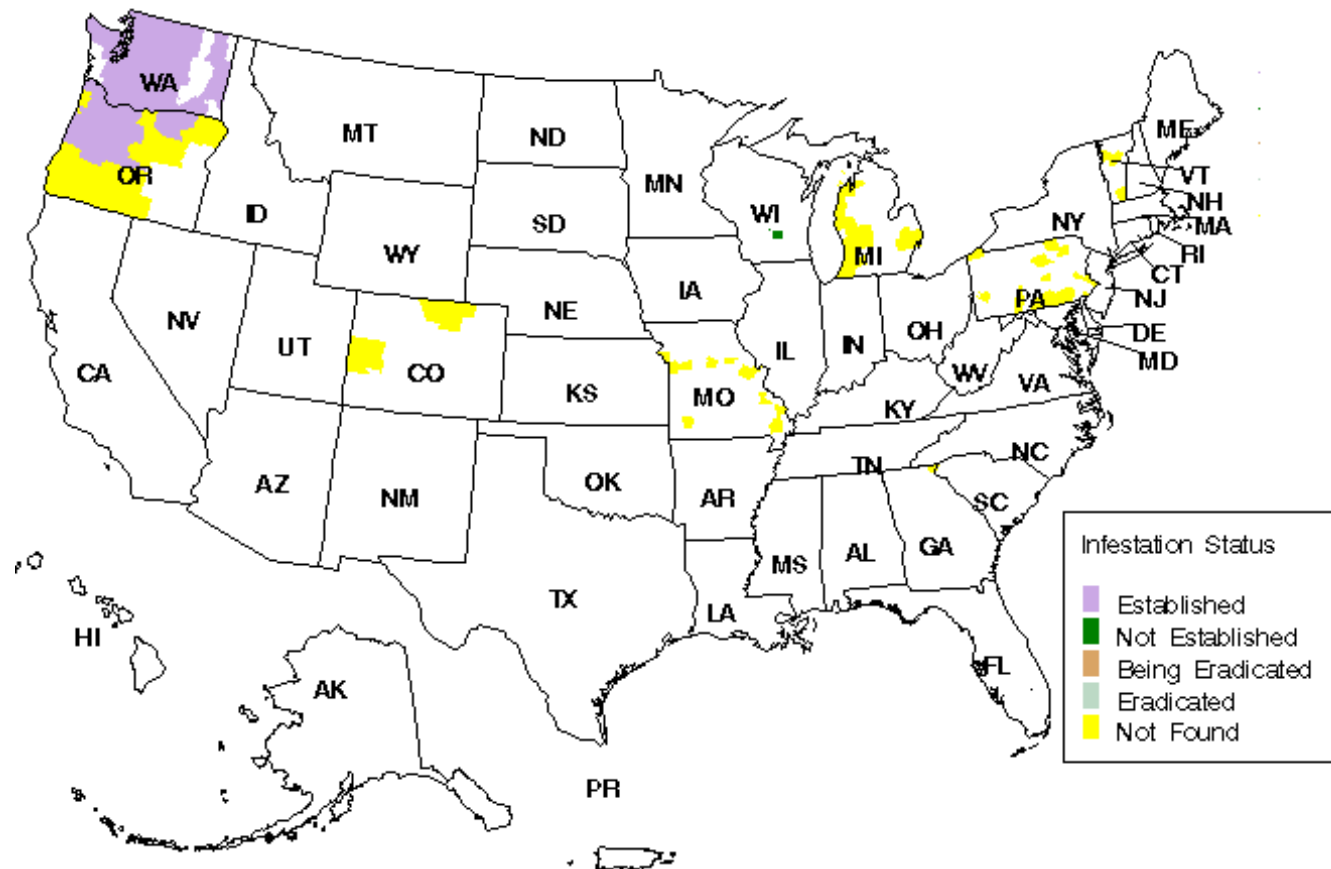 WA
ME
MT
ND
VT
OR
MN
NH
ID
WI
NY
MA
SD
RI
WY
MI
CT
IA
PA
NJ
NE
NV
OH
DE
UT
IL
IN
MD
CA
CO
WV
VA
KS
MO
KY
NC
TN
AZ
OK
NM
AR
SC
MS
AL
GA
Infestation Status
TX
LA
Established
HI
Not Established
FL
Being Eradicated
AK
Eradicated
Not Found
PR